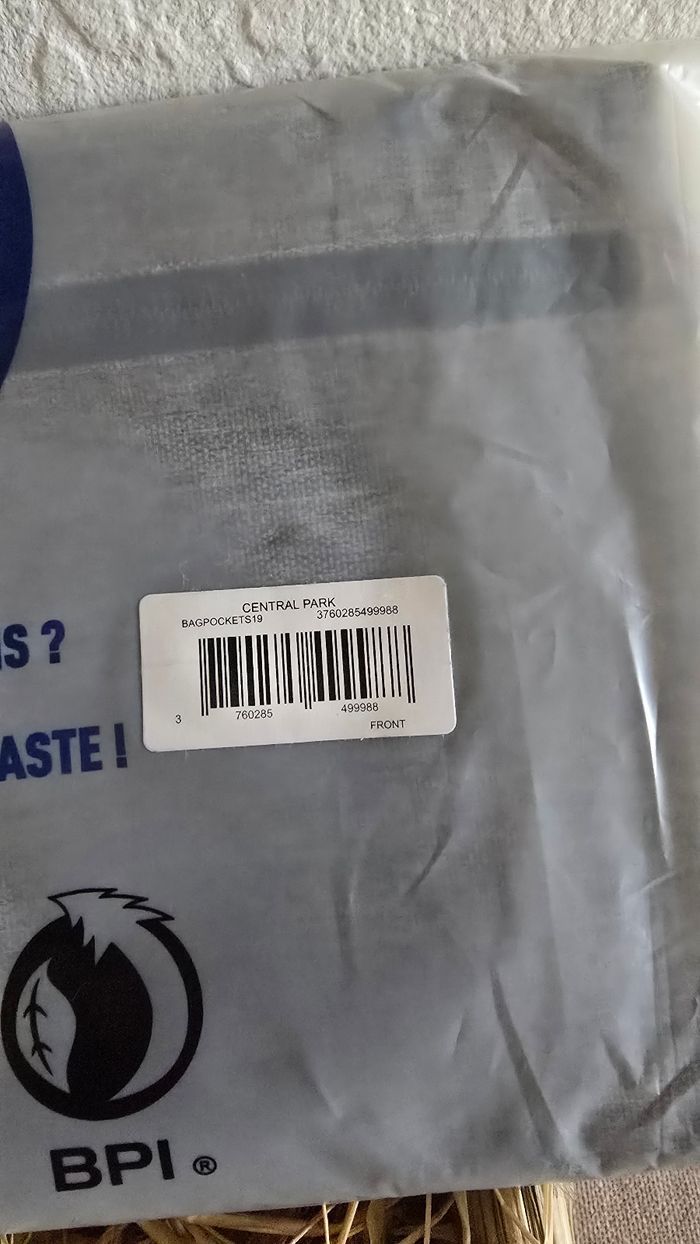 CENTRAL PARK
BAGPOCKETS19 3760285499988
3 760285 499988
FRONT
S ?
ASTE !
BPI ®